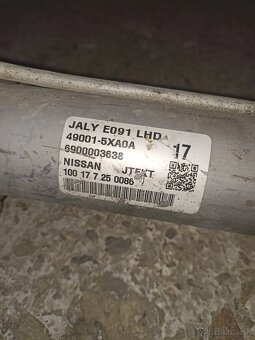 JALY E091 LHD
49001-5XA0A 17
6900003638
NISSAN JTEKT
100 17 7 25 0086